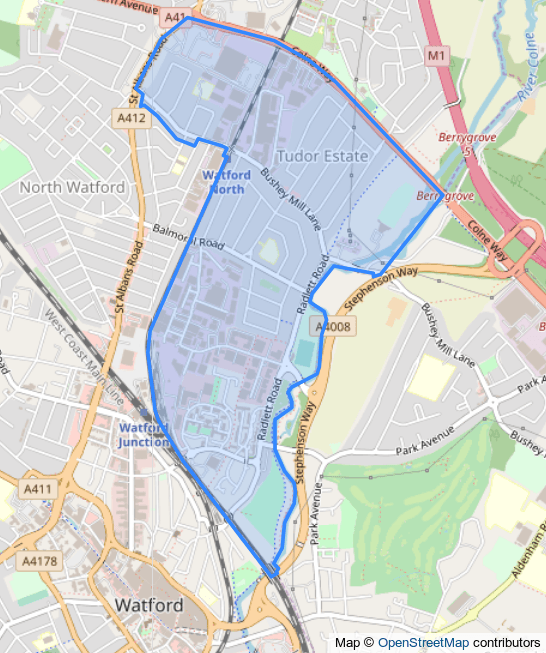 ern Avenue
A41
St Albans Road
Colne Way
M1
River Colne
A412
Berrygrove
5
Tudor Estate
North Watford
Watford
North
Bushey Mill Lane
Berrygrove
Balmoral Road
Colne Way
St Albans Road
Radlett Road
Stephenson Way
West Coast Main Line
A4008
Bushey Mill Lane
Road
Radlett Road
Park A
Watford
Junction
Stephenson Way
Park Avenue
Bushey M
A411
Park Avenue
A4178
Aldenham Ro
Watford
Map © OpenStreetMap contributors